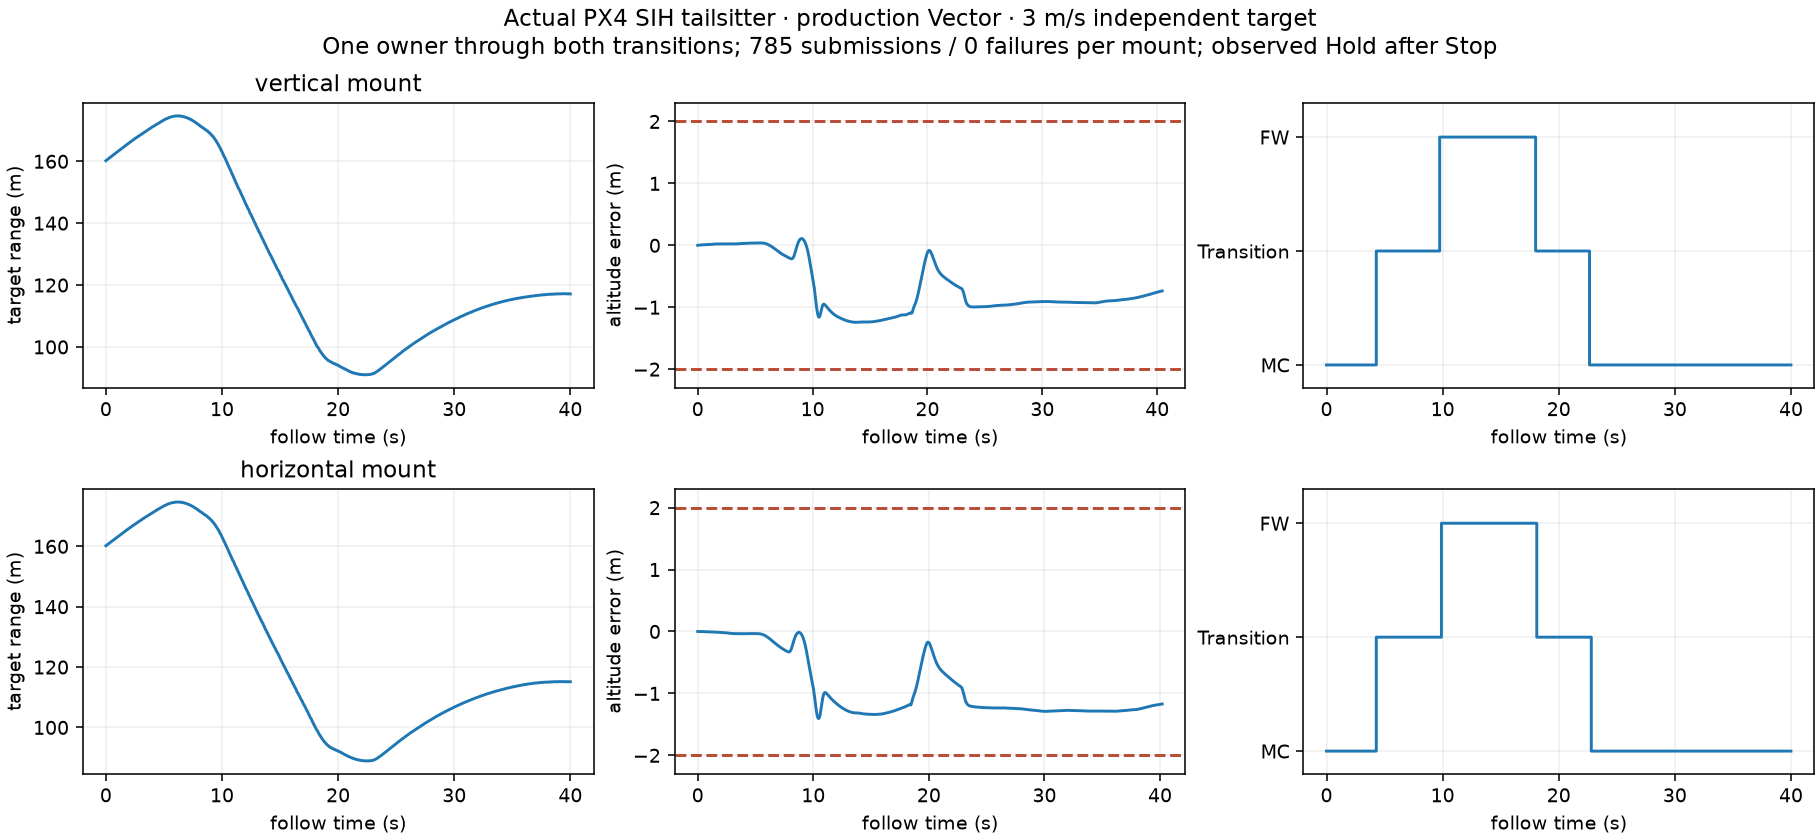 Actual PX4 SIH tailsitter · production Vector · 3 m/s independent target
One owner through both transitions; 785 submissions / 0 failures per mount; observed Hold after Stop
vertical mount
target range (m)
160
140
120
100
0 10 20 30 40
follow time (s)
altitude error (m)
2
1
0
−1
−2
0 10 20 30 40
follow time (s)
FW
Transition
MC
0 10 20 30 40
follow time (s)
horizontal mount
target range (m)
160
140
120
100
0 10 20 30 40
follow time (s)
altitude error (m)
2
1
0
−1
−2
0 10 20 30 40
follow time (s)
FW
Transition
MC
0 10 20 30 40
follow time (s)